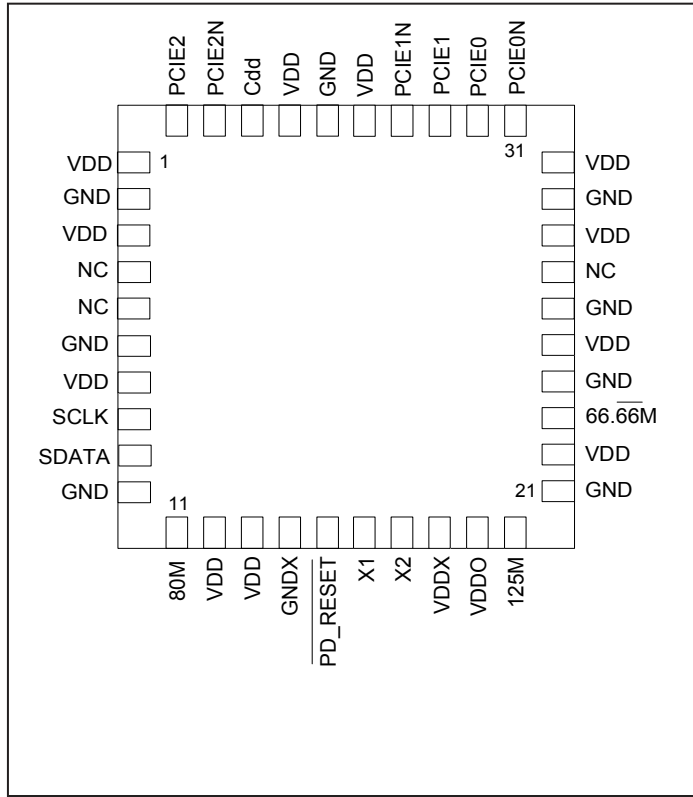 PCIE2
PCIE2N
Cdd
VDD
GND
VDD
PCIE1N
PCIE1
PCIE0
PCIE0N
31
VDD
1
GND
VDD
NC
NC
GND
VDD
SCLK
SDATA
GND
VDD
GND
VDD
NC
GND
VDD
GND
66.66M
VDD
21
GND
11
80M
VDD
VDD
GNDX
PD_RESET
X1
X2
VDDX
VDDO
125M